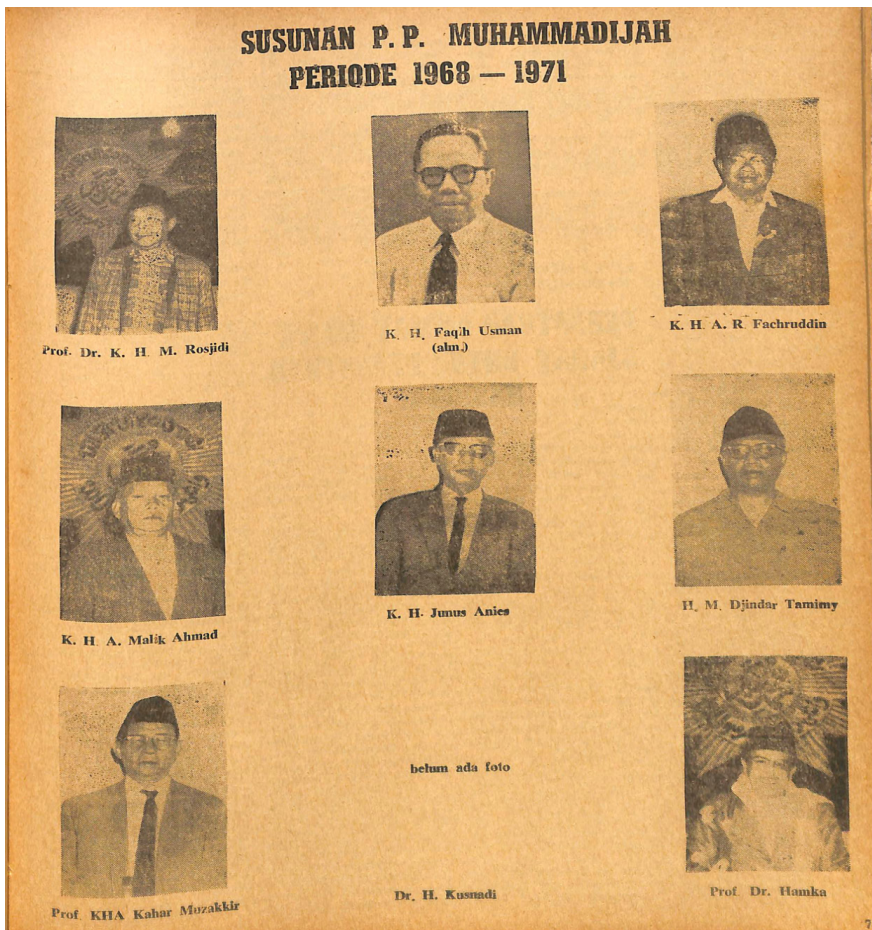 SUSUNAN P. P. MUHAMMADIJAH
PERIODE 1968 — 1971
Prof. Dr. K. H. M. Rosjidi
K. H. Faqih Usman
(alm.)
K. H. A. R. Fachruddin
K. H. A. Malik Ahmad
K. H. Junus Anies
H. M. Djindar Tamimy
Prof. KHA Kahar Muzakkir
belum ada foto
Dr. H. Kusnadi
Prof. Dr. Hamka
7